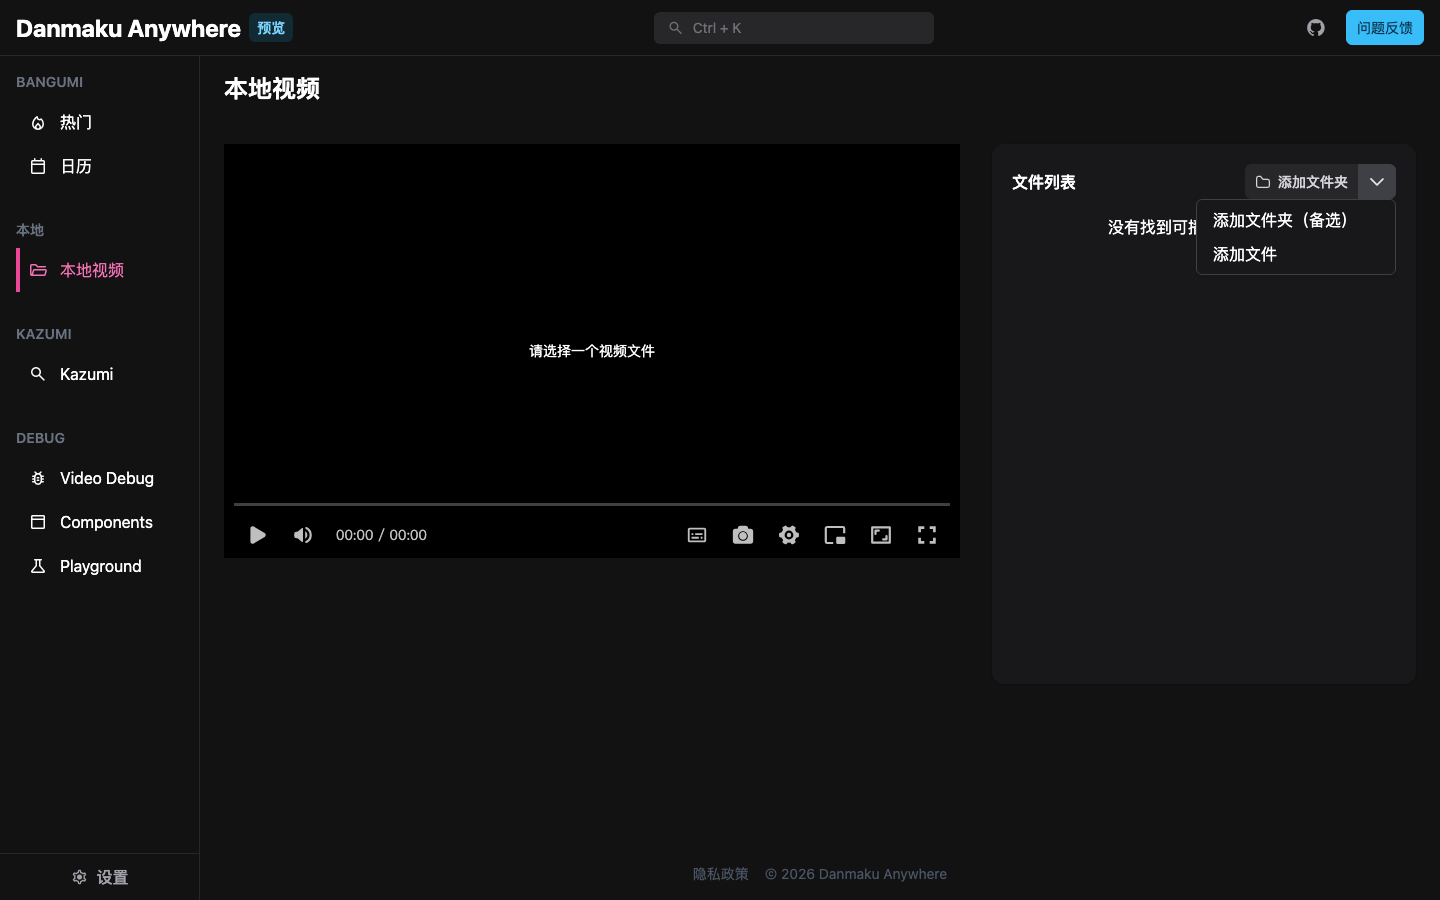 Danmaku Anywhere 预览
Ctrl + K
问题反馈
BANGUMI
热门
日历
本地
本地视频
KAZUMI
Kazumi
DEBUG
Video Debug
Components
Playground
设置
本地视频
请选择一个视频文件
00:00 / 00:00
文件列表
添加文件夹
没有找到可
添加文件夹（备选）
添加文件
隐私政策 © 2026 Danmaku Anywhere